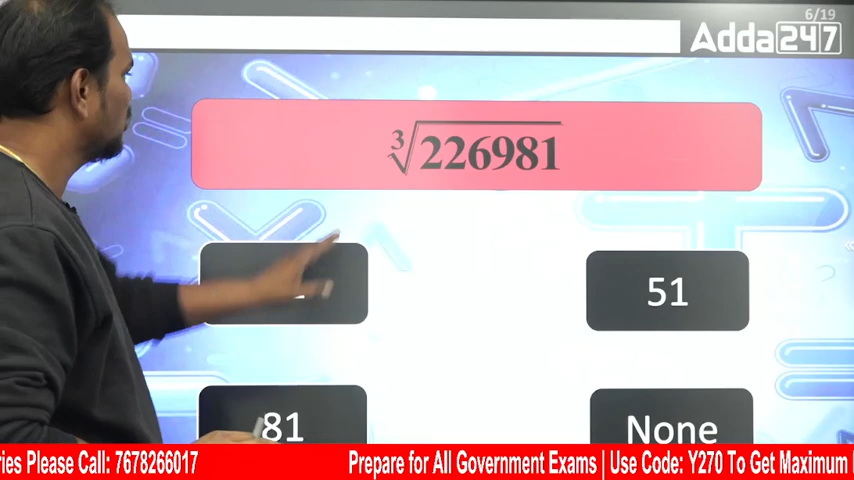 6/19
Adda247
∛226981
51
81
None
ries Please Call: 7678266017
Prepare for All Government Exams | Use Code: Y270 To Get Maximum